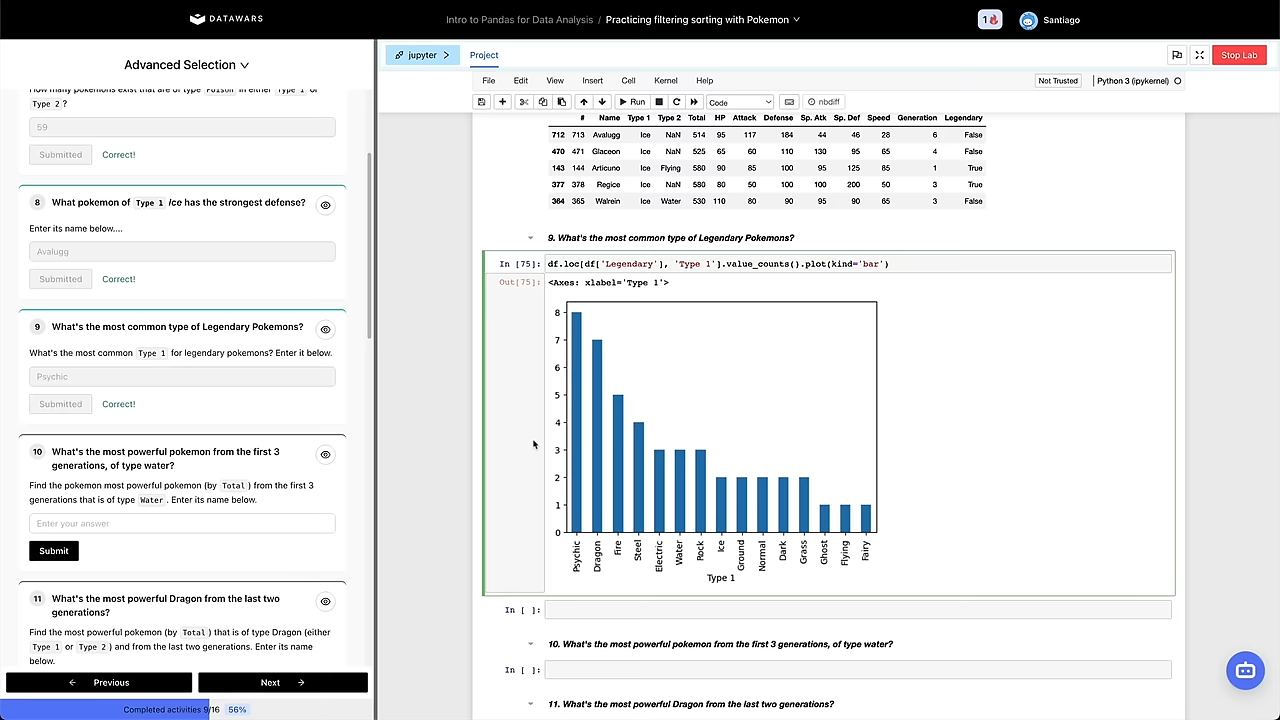 DATAWARS
Intro to Pandas for Data Analysis / Practicing filtering sorting with Pokemon
1
Santiago
Advanced Selection
How many pokemons exist that are of type Poison in either Type 1 or
Type 2 ?
59
Submitted
Correct!
8 What pokemon of Type 1 Ice has the strongest defense?
Enter its name below....
Avalugg
Submitted
Correct!
9 What's the most common type of Legendary Pokemons?
What's the most common Type 1 for legendary pokemons? Enter it below.
Psychic
Submitted
Correct!
10 What's the most powerful pokemon from the first 3
generations, of type water?
Find the pokemon most powerful pokemon (by Total ) from the first 3
generations that is of type Water . Enter its name below.
Enter your answer
Submit
11 What's the most powerful Dragon from the last two
generations?
Find the most powerful pokemon (by Total ) that is of type Dragon (either
Type 1 or Type 2 ) and from the last two generations. Enter its name
below.
← Previous
Next →
Completed activities 9/16 56%
jupyter >
Project
Stop Lab
File Edit View Insert Cell Kernel Help
Not Trusted
Python 3 (ipykernel)
Run
Code
nbdiff
# Name Type 1 Type 2 Total HP Attack Defense Sp. Atk Sp. Def Speed Generation Legendary
712 713 Avalugg Ice NaN 514 95 117 184 44 46 28 6 False
470 471 Glaceon Ice NaN 525 65 60 110 130 95 65 4 False
143 144 Articuno Ice Flying 580 90 85 100 95 125 85 1 True
377 378 Regice Ice NaN 580 80 50 100 100 200 50 3 True
364 365 Walrein Ice Water 530 110 80 90 95 90 65 3 False
9. What's the most common type of Legendary Pokemons?
In [75]: df.loc[df['Legendary'], 'Type 1'].value_counts().plot(kind='bar')
Out[75]: <Axes: xlabel='Type 1'>
8
7
6
5
4
3
2
1
0
Psychic Dragon Fire Steel Electric Water Rock Ice Ground Normal Dark Grass Ghost Flying Fairy
Type 1
In [ ]:
10. What's the most powerful pokemon from the first 3 generations, of type water?
In [ ]:
11. What's the most powerful Dragon from the last two generations?